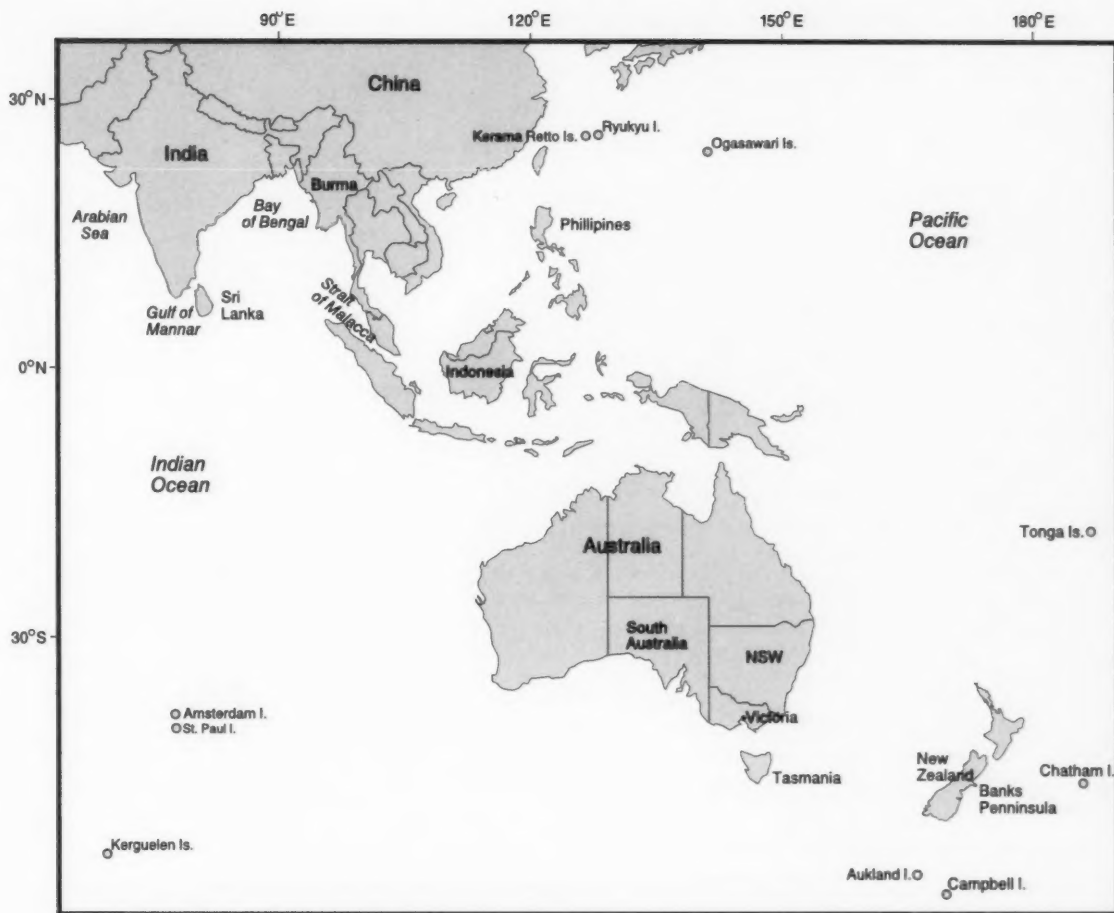 90°E 120°E 150°E 180°E
30°N
China
Kerama Retto Is. Ryukyu I.
Ogasawari Is.
India
Burma
Arabian
Sea
Bay
of Bengal
Phillipines
Pacific
Ocean
Gulf of
Mannar
Sri
Lanka
Strait
of Malacca
0°N
Indonesia
Indian
Ocean
Australia
Tonga Is.
30°S
South
Australia
NSW
Amsterdam I.
St. Paul I.
Victoria
Tasmania
New
Zealand
Chatham I.
Banks
Penninsula
Kerguelen Is.
Aukland I.
Campbell I.